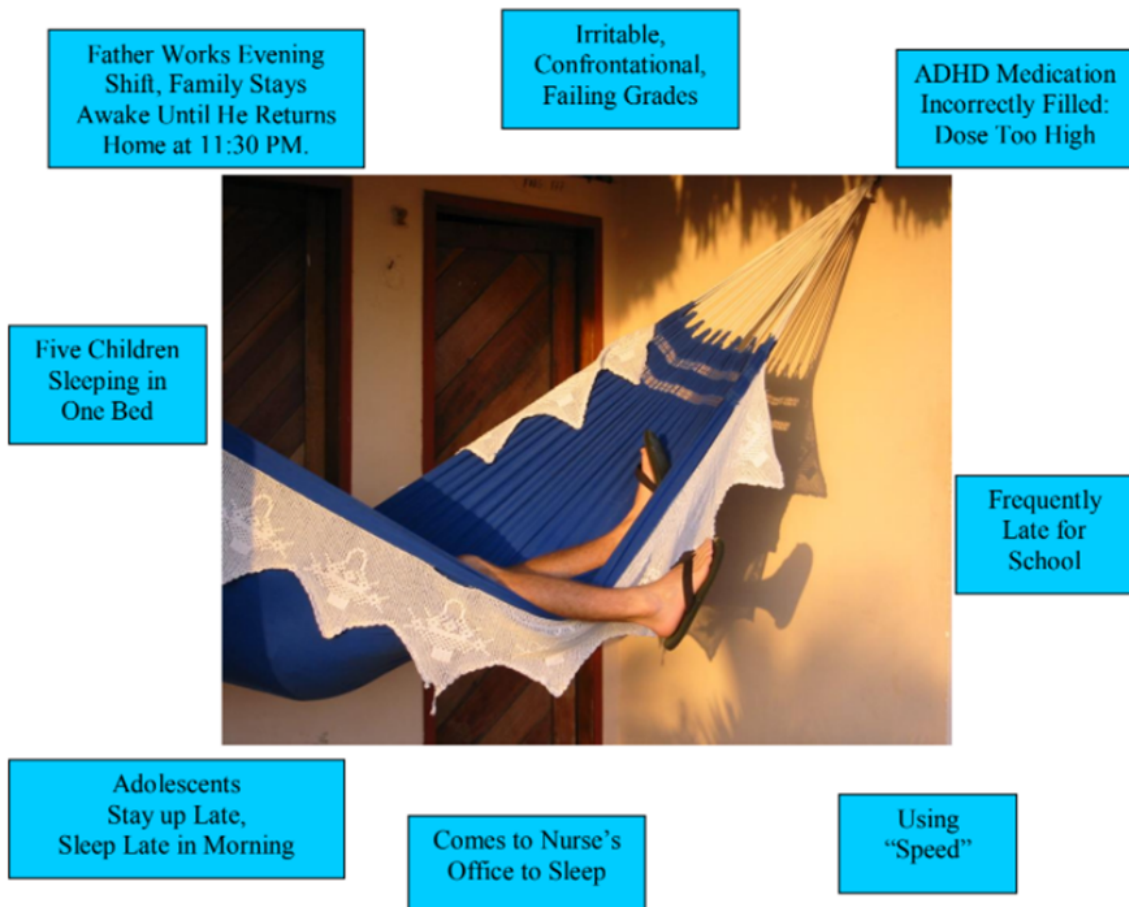 Father Works Evening
Shift, Family Stays
Awake Until He Returns
Home at 11:30 PM.
Irritable,
Confrontational,
Failing Grades
ADHD Medication
Incorrectly Filled:
Dose Too High
Five Children
Sleeping in
One Bed
Frequently
Late for
School
Adolescents
Stay up Late,
Sleep Late in Morning
Comes to Nurse’s
Office to Sleep
Using
“Speed”